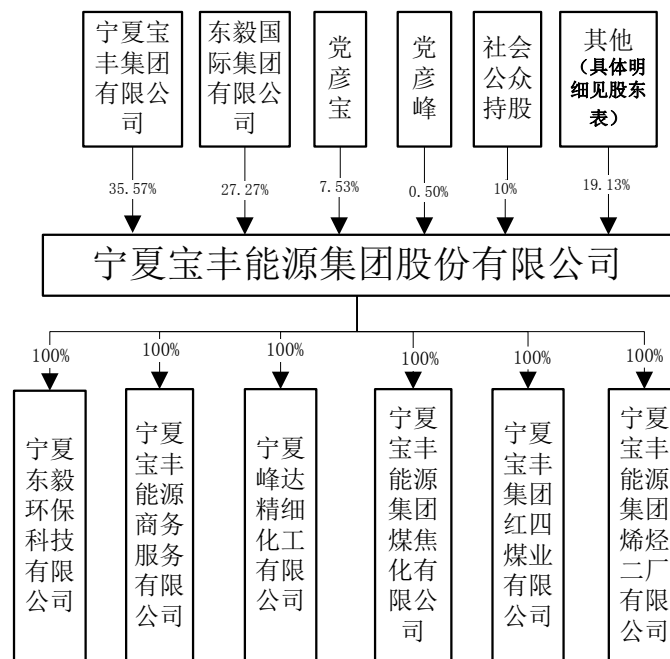 宁夏宝
丰集团
有限公
司
东毅国
际集团
有限公
司
党
彦
宝
党
彦
峰
社会
公众
持股
其他
（具体明
细见股东
表）
35.57%
27.27%
7.53%
0.50%
10%
19.13%
宁夏宝丰能源集团股份有限公司
100%
100%
100%
100%
100%
100%
宁夏
东毅
环保
科技
有限
公司
宁夏
宝丰
能源
商务
服务
有限
公司
宁夏
峰达
精细
化工
有限
公司
宁夏
宝丰
能源
集团
煤焦
化有
限公
司
宁夏
宝丰
集团
红四
煤业
有限
公司
宁夏
宝丰
能源
集团
烯烃
二厂
有限
公司